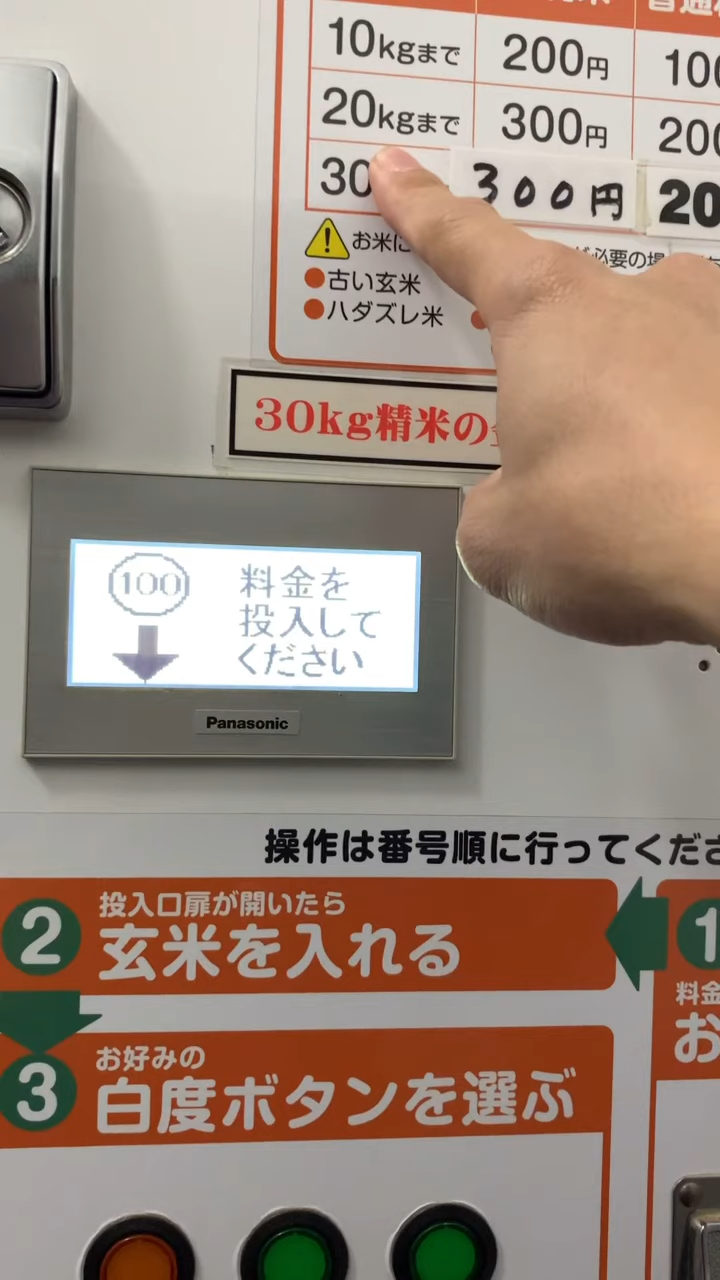 10kgまで 200円 100
20kgまで 300円 200
30 300円 20
お米に が必要の場
古い玄米
ハダズレ米
30kg精米の
100
料金を
投入して
ください
Panasonic
操作は番号順に行ってくださ
2 投入口扉が開いたら
玄米を入れる
1
料金
お
3 お好みの
白度ボタンを選ぶ